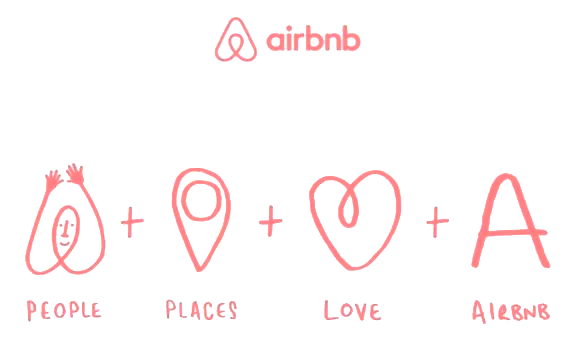 airbnb
PEOPLE + PLACES + LOVE + A
AIRBNB